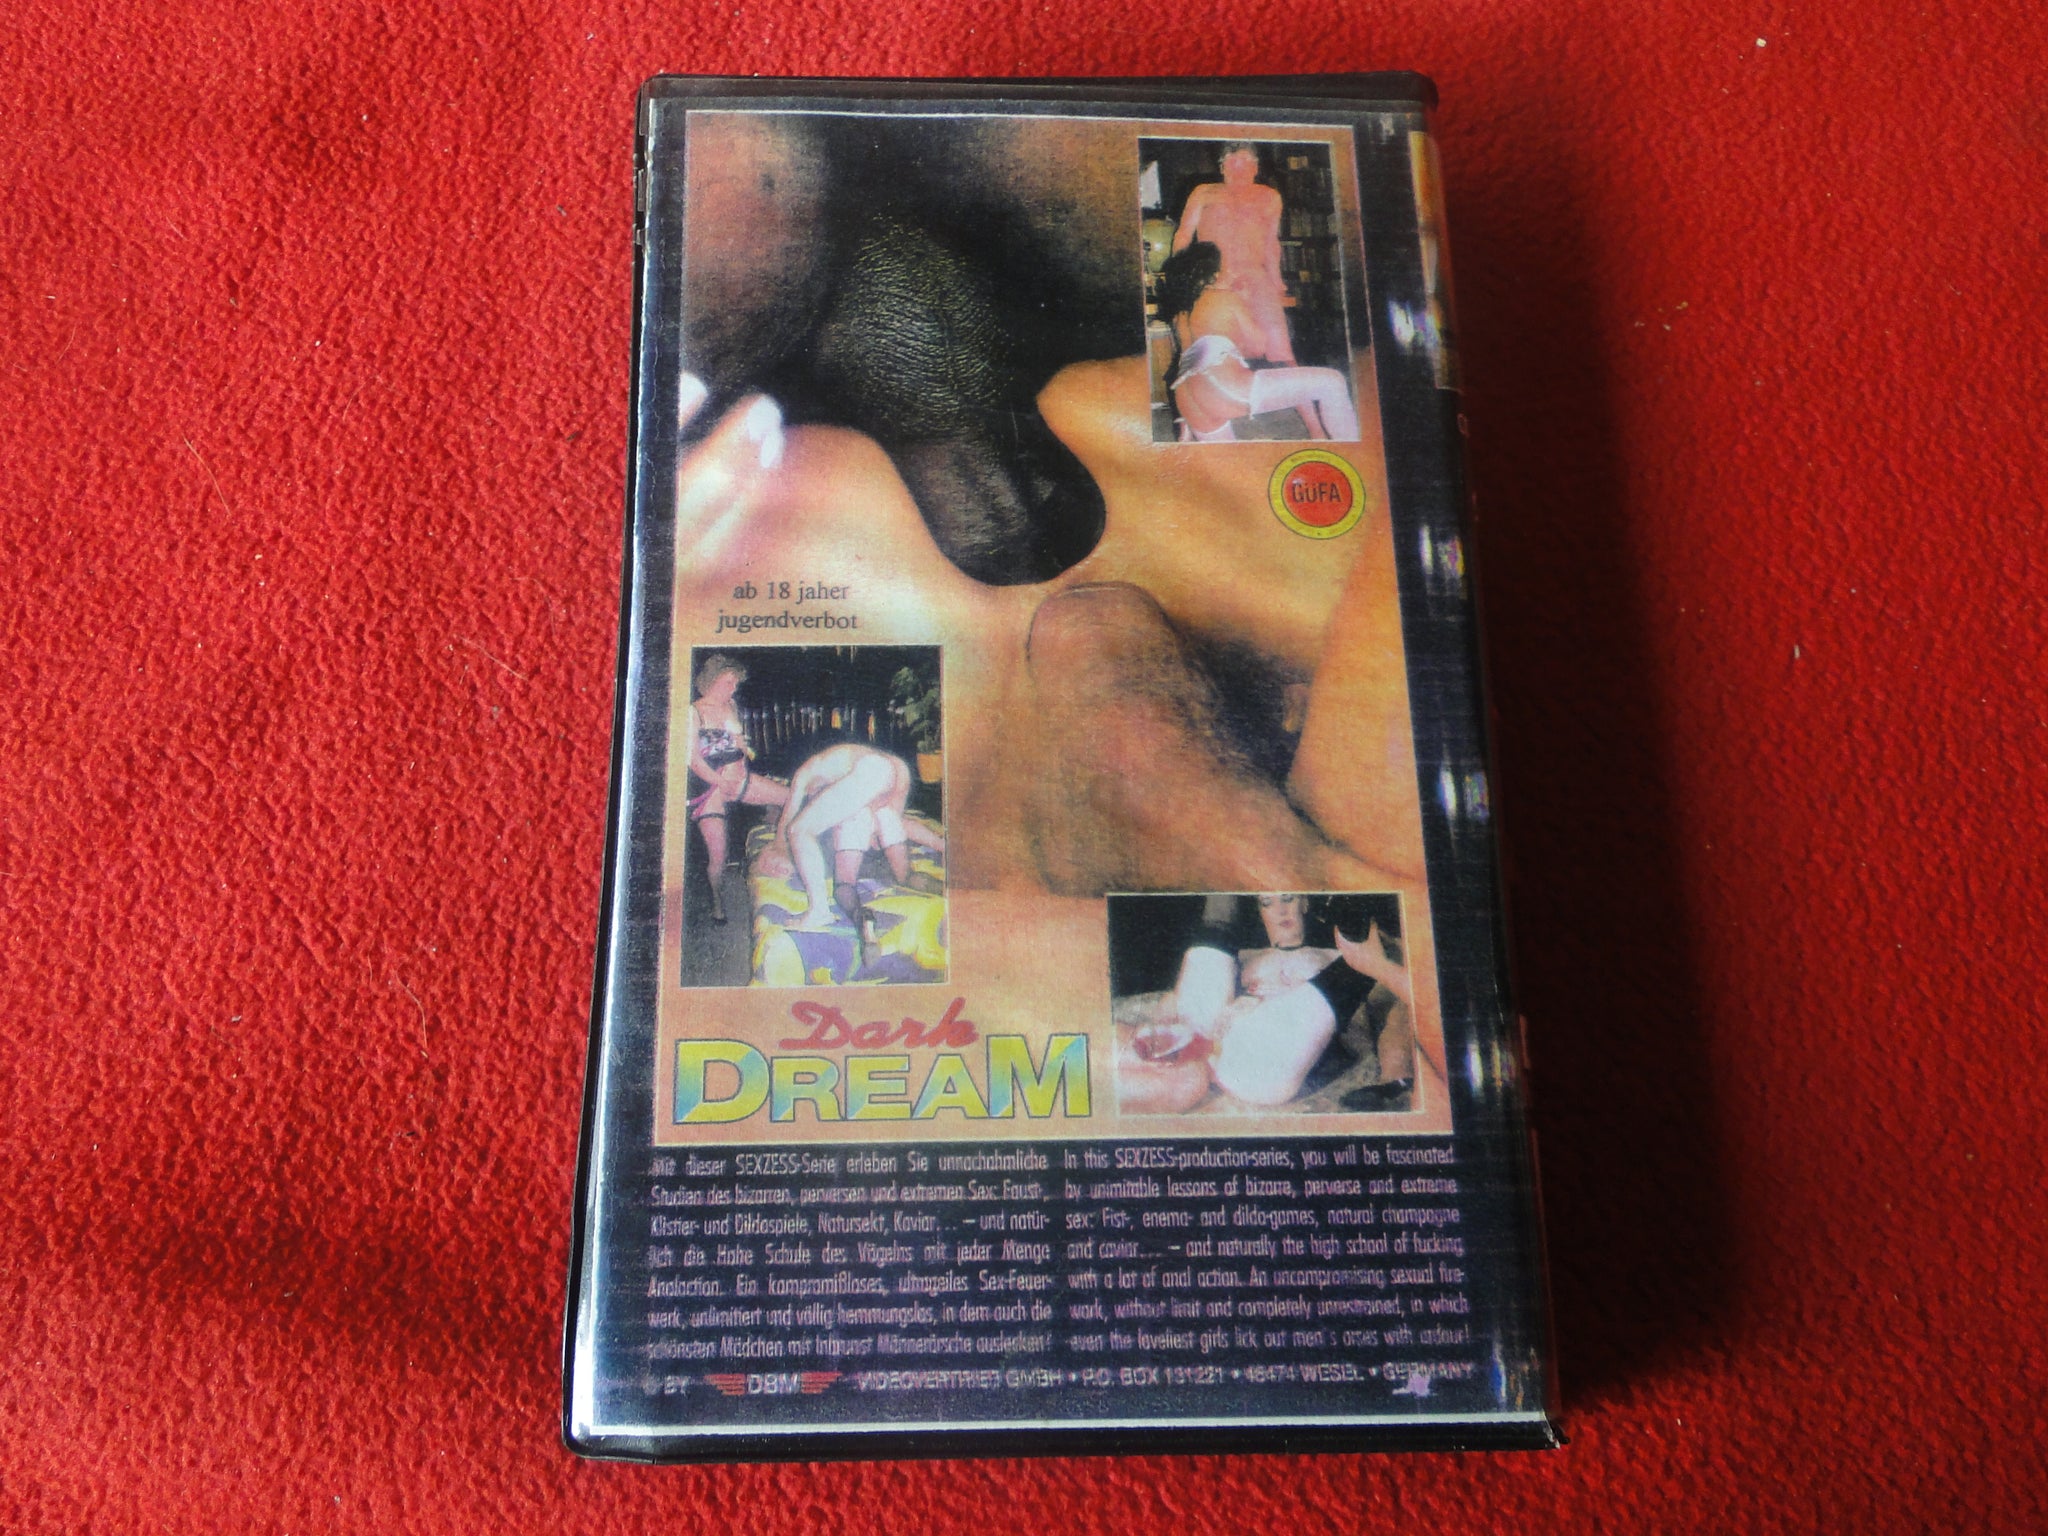 GÜFA
ab 18 jaher
jugendverbot
Dark
DREAM
Mit dieser SEXZESS-Serie erleben Sie unnachahmliche
Studien des bizarren, perversen und extremen Sex: Faust-,
Klistier- und Dildospiele, Natursekt, Kaviar... – und natür-
lich die Hohe Schule des Vögelns mit jeder Menge
Analaction. Ein kompromißloses, ultrageiles Sex-Feuer-
werk, unlimitiert und völlig hemmungslos, in dem auch die
schönsten Mädchen mit Inbrunst Männerärsche auslecken!
In this SEXZESS-production-series, you will be fascinated
by unimitable lessons of bizarre, perverse and extreme
sex: Fist-, enema- and dildo-games, natural champagne
and caviar... – and naturally the high school of fucking
with a lot of anal action. An uncompromising sexual fire-
work, without limit and completely unrestrained, in which
even the loveliest girls lick out men's arses with ardour!
© BY DBM VIDEOVERTRIEB GMBH • P.O. BOX 131221 • 46474 WESEL • GERMANY